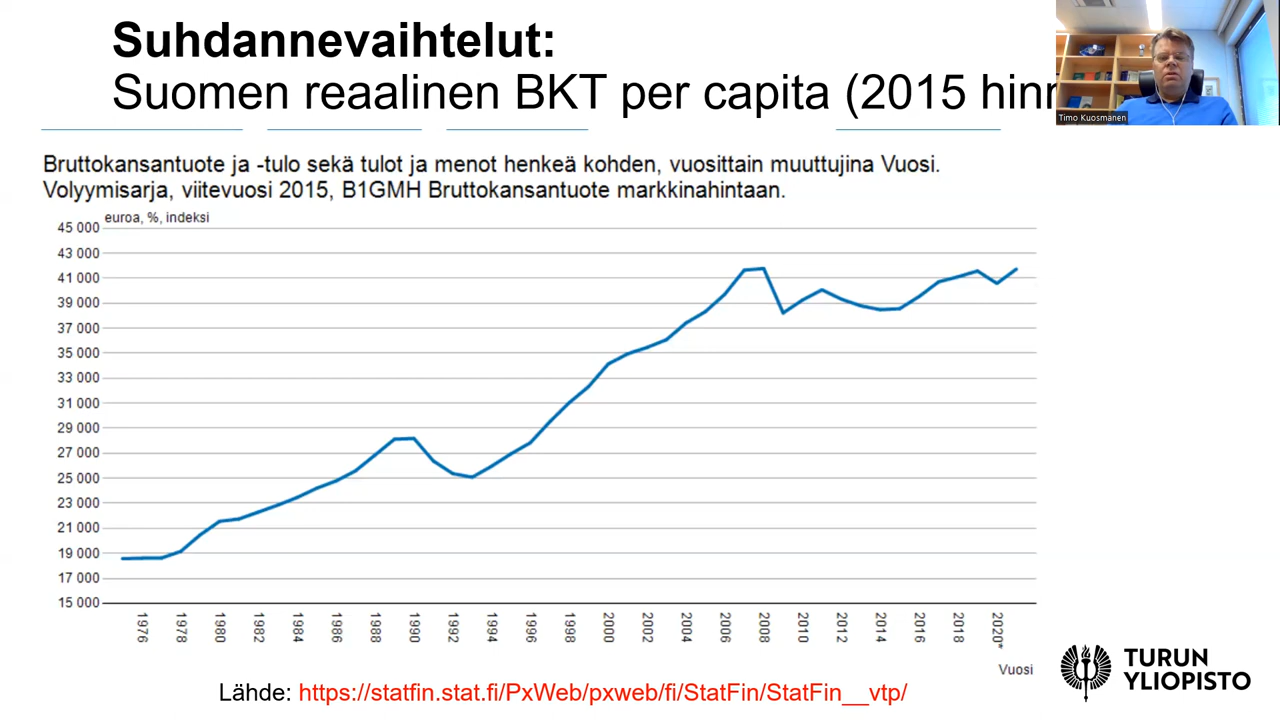 Suhdannevaihtelut:
Suomen reaalinen BKT per capita (2015
Timo Kuosmanen
Bruttokansantuote ja -tulo sekä tulot ja menot henkeä kohden, vuosittain muuttujina Vuosi.
Volyymisarja, viitevuosi 2015, B1GMH Bruttokansantuote markkinahintaan.
euroa, %, indeksi
45 000
43 000
41 000
39 000
37 000
35 000
33 000
31 000
29 000
27 000
25 000
23 000
21 000
19 000
17 000
15 000
1976 1978 1980 1982 1984 1986 1988 1990 1992 1994 1996 1998 2000 2002 2004 2006 2008 2010 2012 2014 2016 2018 2020*
Vuosi
Lähde: https://statfin.stat.fi/PxWeb/pxweb/fi/StatFin/StatFin__vtp/
TURUN
YLIOPISTO